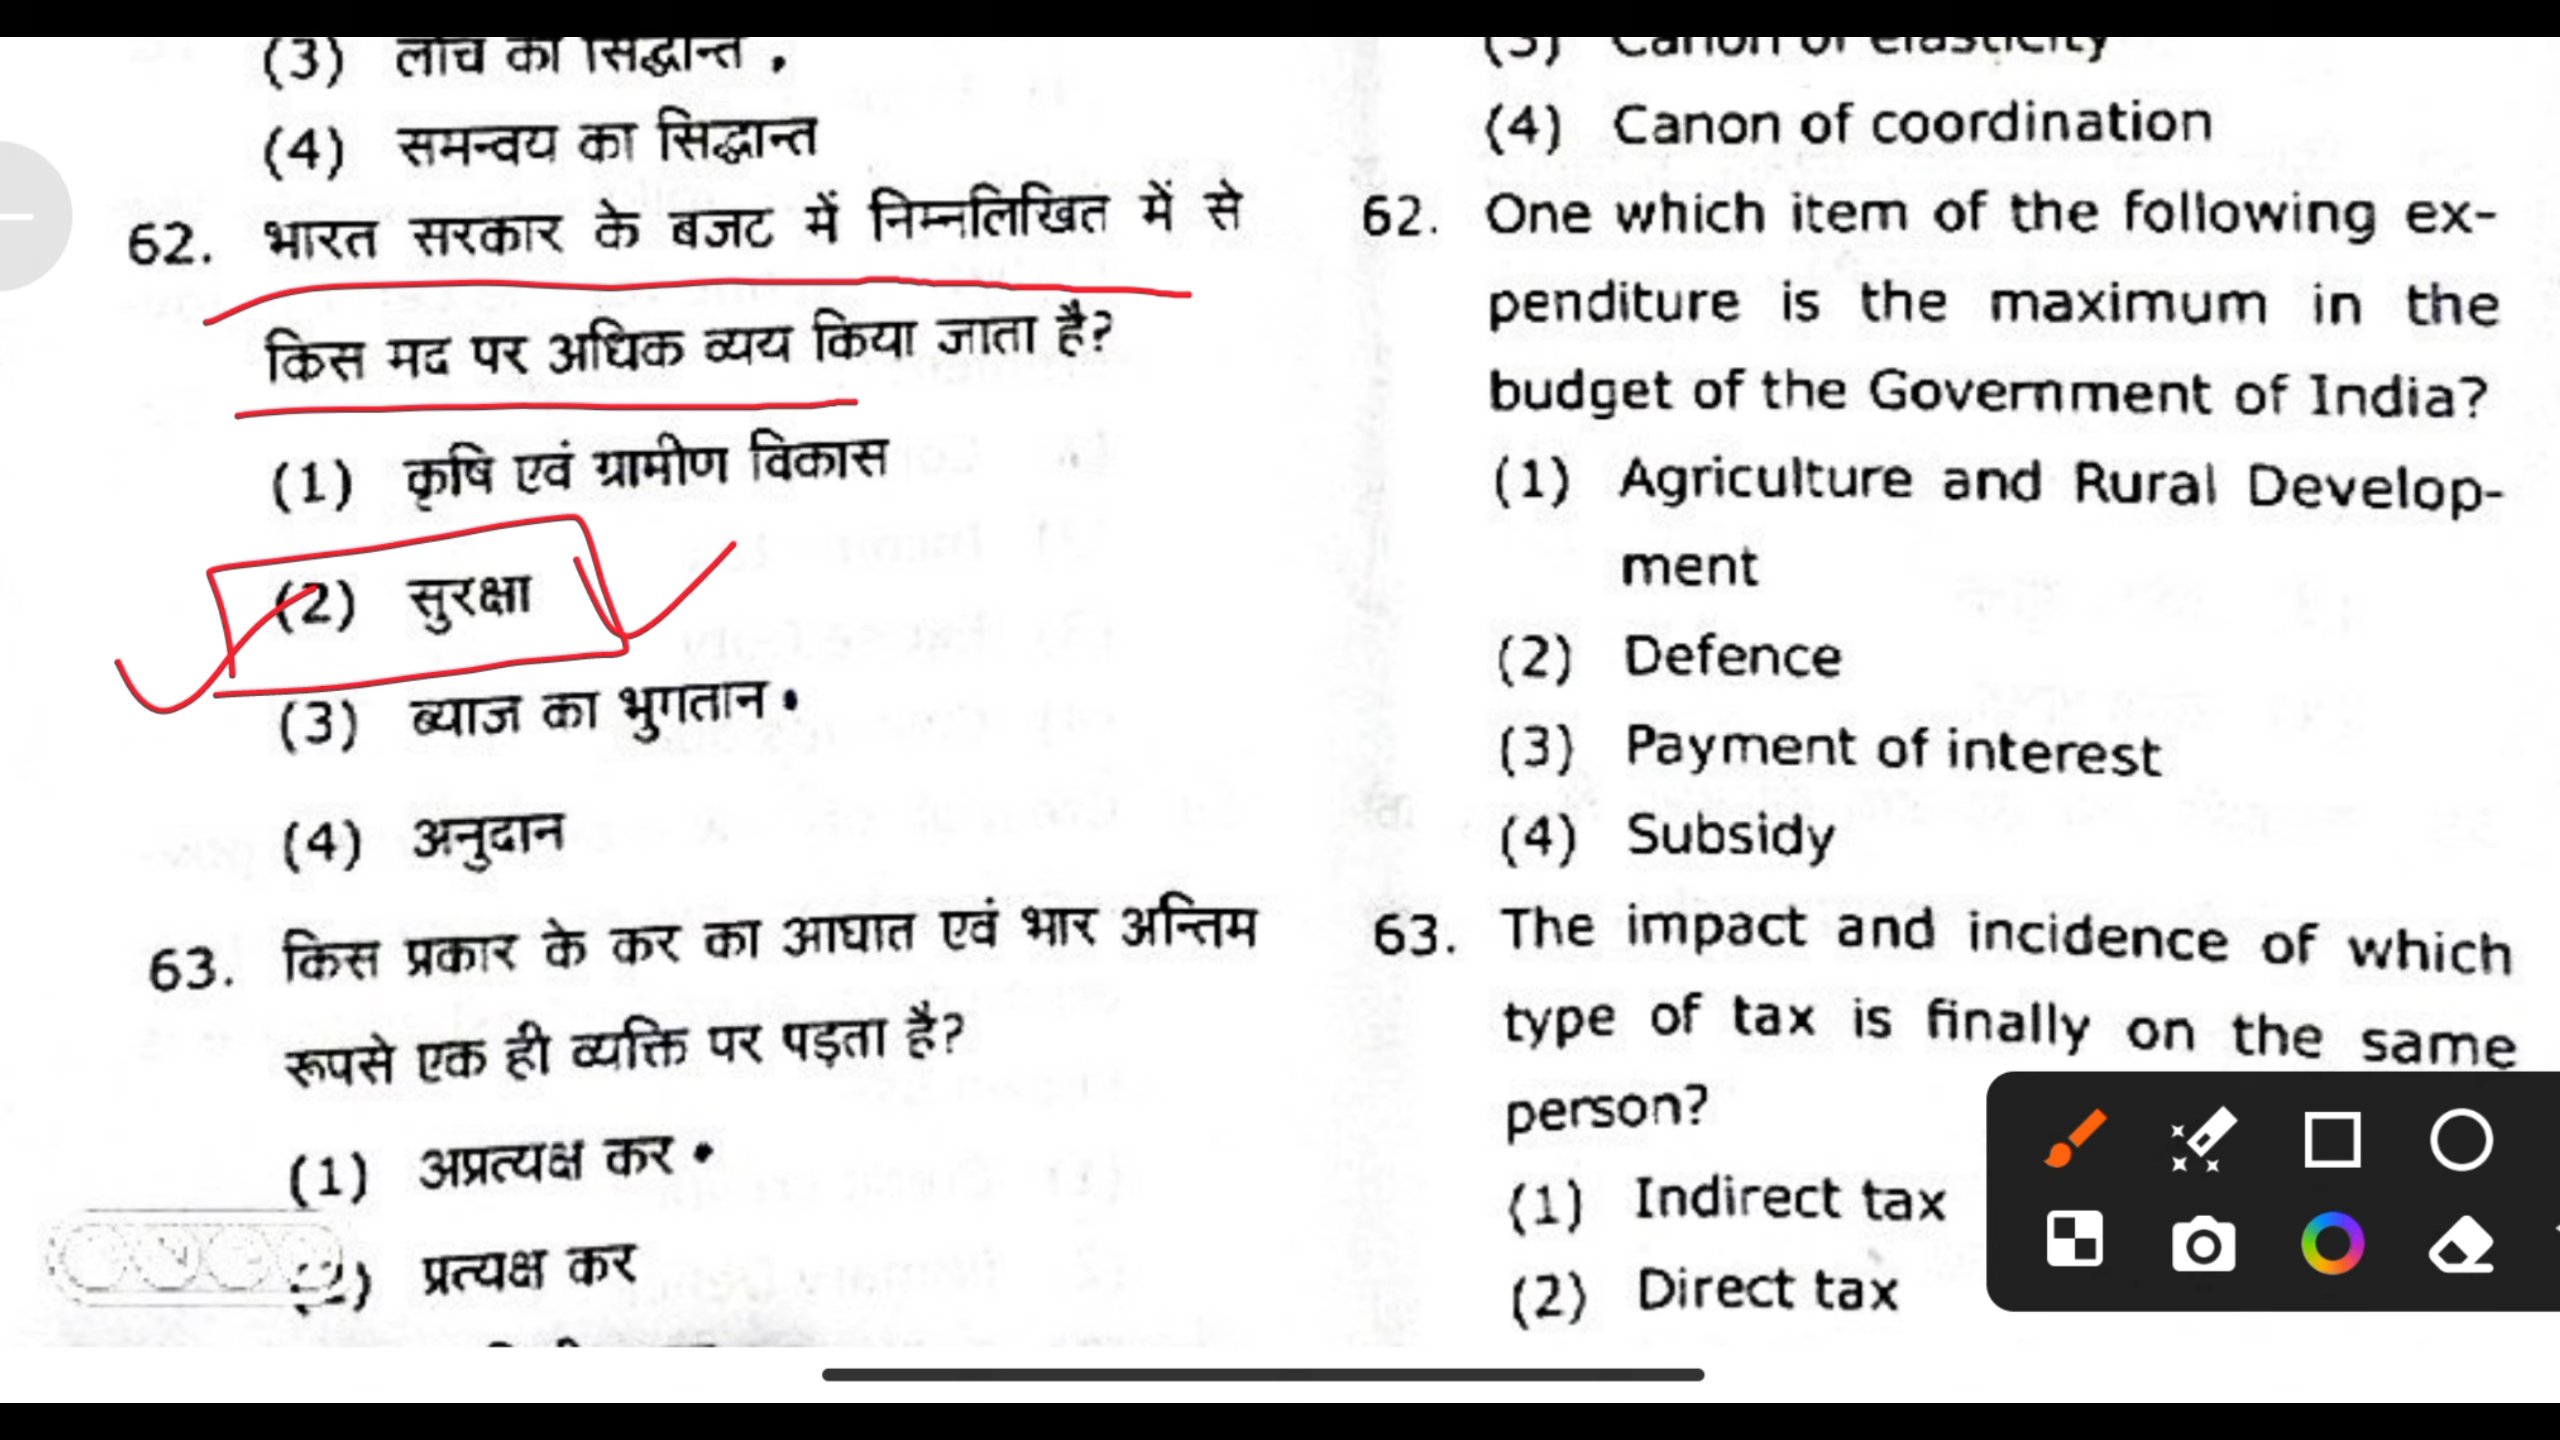 (3) लोच का सिद्धान्त
(4) समन्वय का सिद्धान्त
62. भारत सरकार के बजट में निम्नलिखित में से
किस मद पर अधिक व्यय किया जाता है?
(1) कृषि एवं ग्रामीण विकास
(2) सुरक्षा
(3) ब्याज का भुगतान
(4) अनुदान
63. किस प्रकार के कर का आघात एवं भार अन्तिम
रूपसे एक ही व्यक्ति पर पड़ता है?
(1) अप्रत्यक्ष कर
(2) प्रत्यक्ष कर
(3) Canon of elasticity
(4) Canon of coordination
62. One which item of the following ex-
penditure is the maximum in the
budget of the Government of India?
(1) Agriculture and Rural Develop-
ment
(2) Defence
(3) Payment of interest
(4) Subsidy
63. The impact and incidence of which
type of tax is finally on the same
person?
(1) Indirect tax
(2) Direct tax